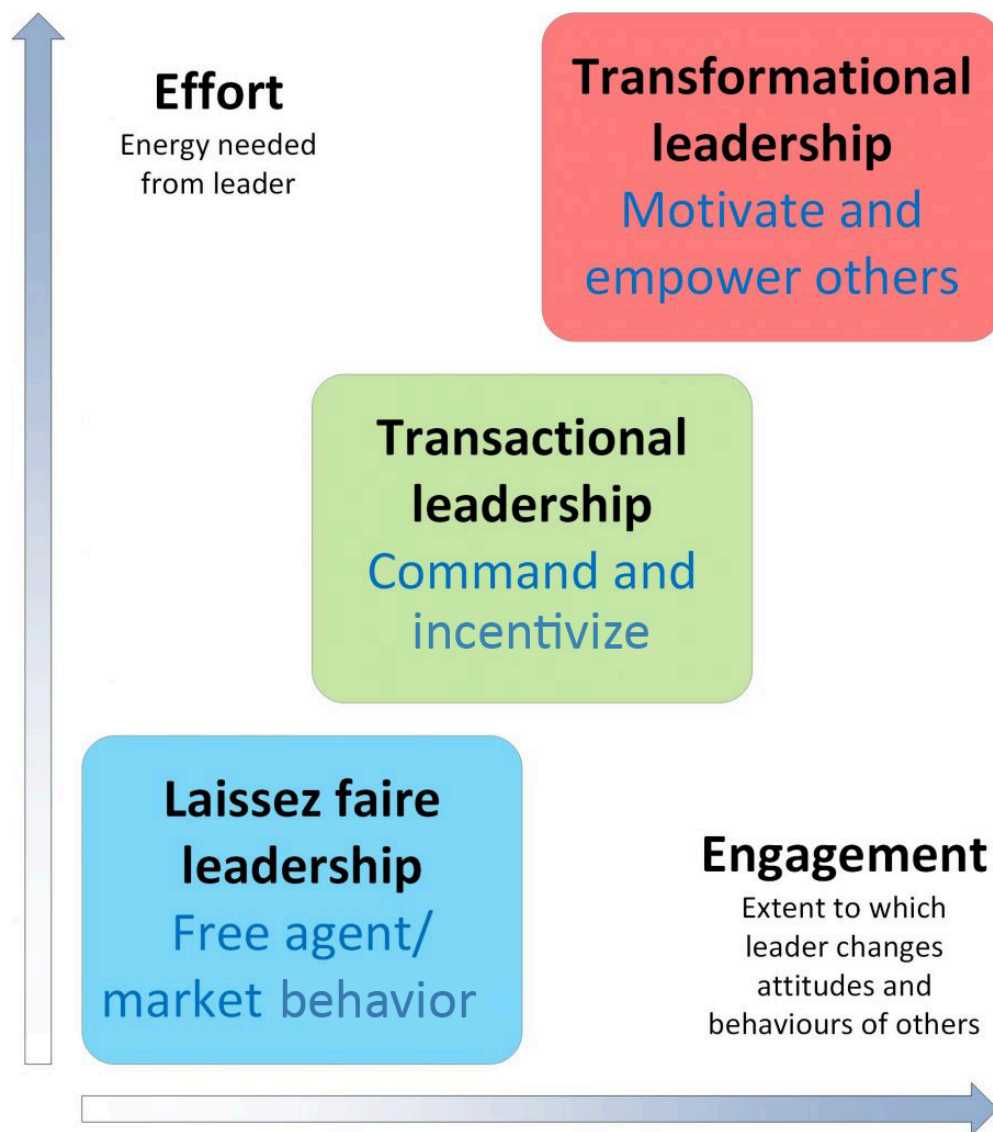 Effort
Energy needed
from leader
Transformational
leadership
Motivate and
empower others
Transactional
leadership
Command and
incentivize
Laissez faire
leadership
Free agent/
market behavior
Engagement
Extent to which
leader changes
attitudes and
behaviours of others